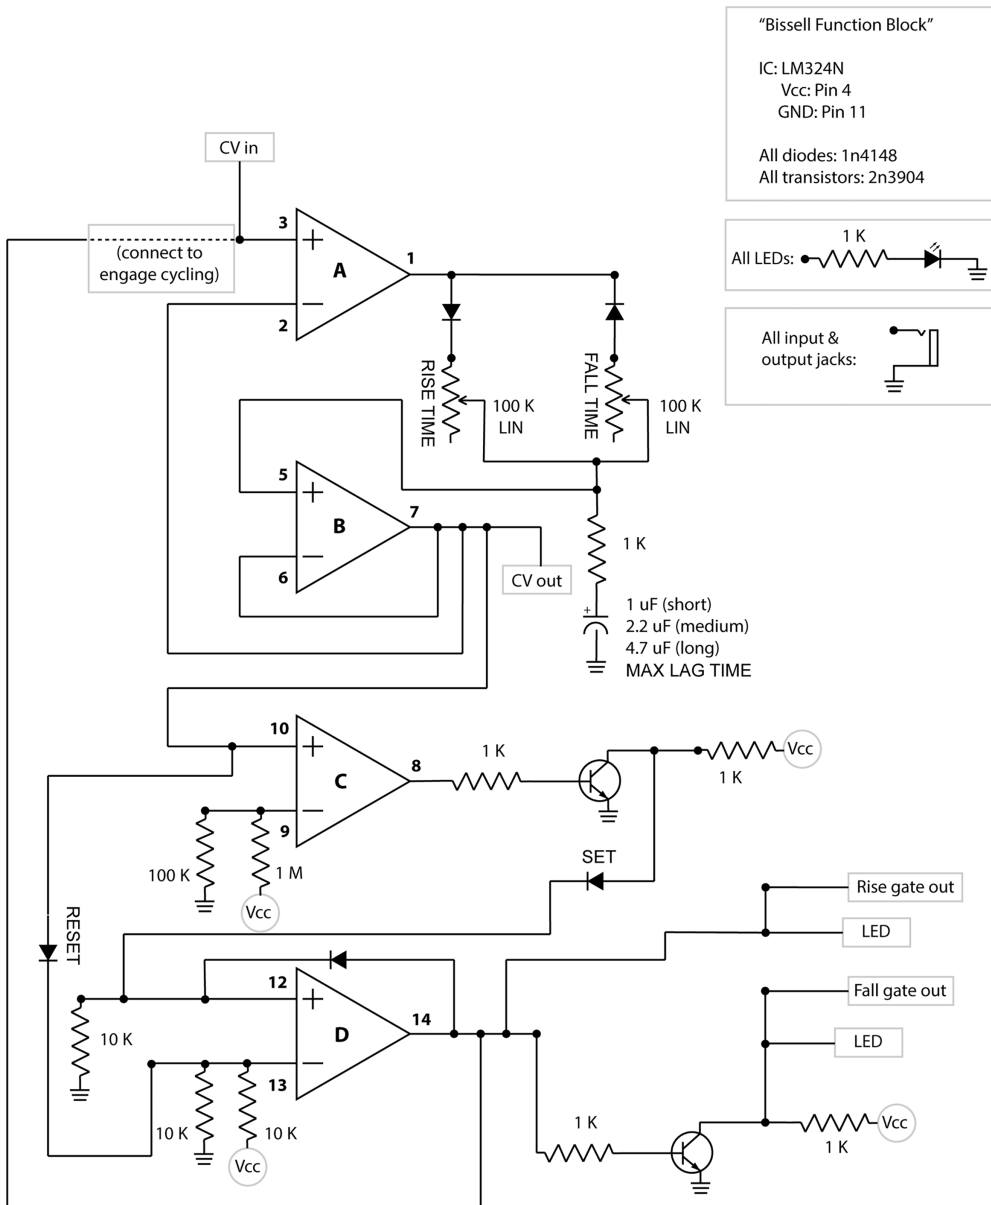 “Bissell Function Block”
IC: LM324N
Vcc: Pin 4
GND: Pin 11
All diodes: 1n4148
All transistors: 2n3904
CV in
(connect to
engage cycling)
3
+
A
1
2
All LEDs:
1 K
All input &
output jacks:
RISE TIME
100 K
LIN
FALL TIME
100 K
LIN
5
+
B
7
6
CV out
1 K
+
1 uF (short)
2.2 uF (medium)
4.7 uF (long)
MAX LAG TIME
10
+
C
8
9
1 K
1 K
Vcc
100 K
1 M
Vcc
SET
RESET
12
+
D
14
13
10 K
10 K
10 K
Vcc
Rise gate out
LED
Fall gate out
LED
1 K
1 K
Vcc